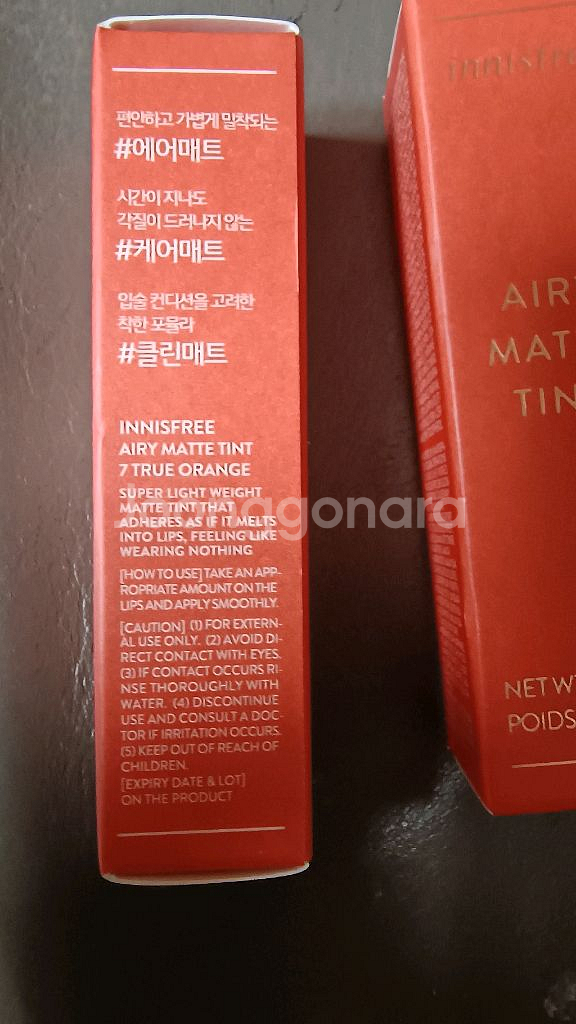 편안하고 가볍게 밀착되는
#에어매트
시간이 지나도
각질이 드러나지 않는
#케어매트
입술 컨디션을 고려한
착한 포뮬라
#클린매트
INNISFREE
AIRY MATTE TINT
7 TRUE ORANGE
SUPER LIGHT WEIGHT
MATTE TINT THAT
ADHERES AS IF IT MELTS
INTO LIPS, FEELING LIKE
WEARING NOTHING
[HOW TO USE] TAKE AN APP-
ROPRIATE AMOUNT ON THE
LIPS AND APPLY SMOOTHLY.
[CAUTION] (1) FOR EXTERN-
AL USE ONLY. (2) AVOID DI-
RECT CONTACT WITH EYES.
(3) IF CONTACT OCCURS RI-
NSE THOROUGHLY WITH
WATER. (4) DISCONTINUE
USE AND CONSULT A DOC-
TOR IF IRRITATION OCCURS.
(5) KEEP OUT OF REACH OF
CHILDREN.
[EXPIRY DATE & LOT]
ON THE PRODUCT
innisfre
AIR
MAT
TIN
NET W
POIDS